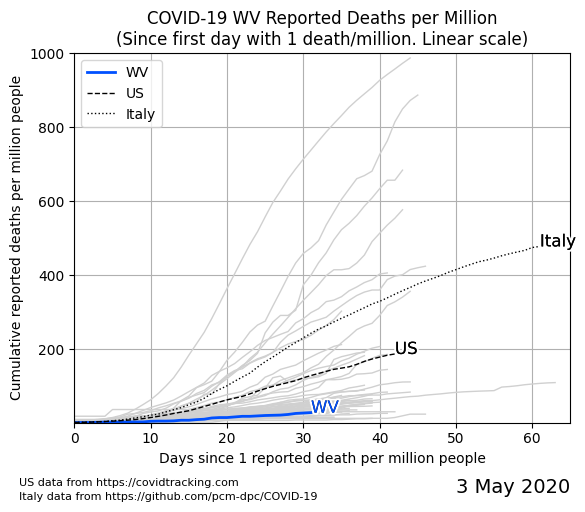 COVID-19 WV Reported Deaths per Million
(Since first day with 1 death/million. Linear scale)
Cumulative reported deaths per million people
1000
800
600
400
200
WV
US
Italy
Italy
US
WV
0
10
20
30
40
50
60
Days since 1 reported death per million people
US data from https://covidtracking.com
Italy data from https://github.com/pcm-dpc/COVID-19
3 May 2020